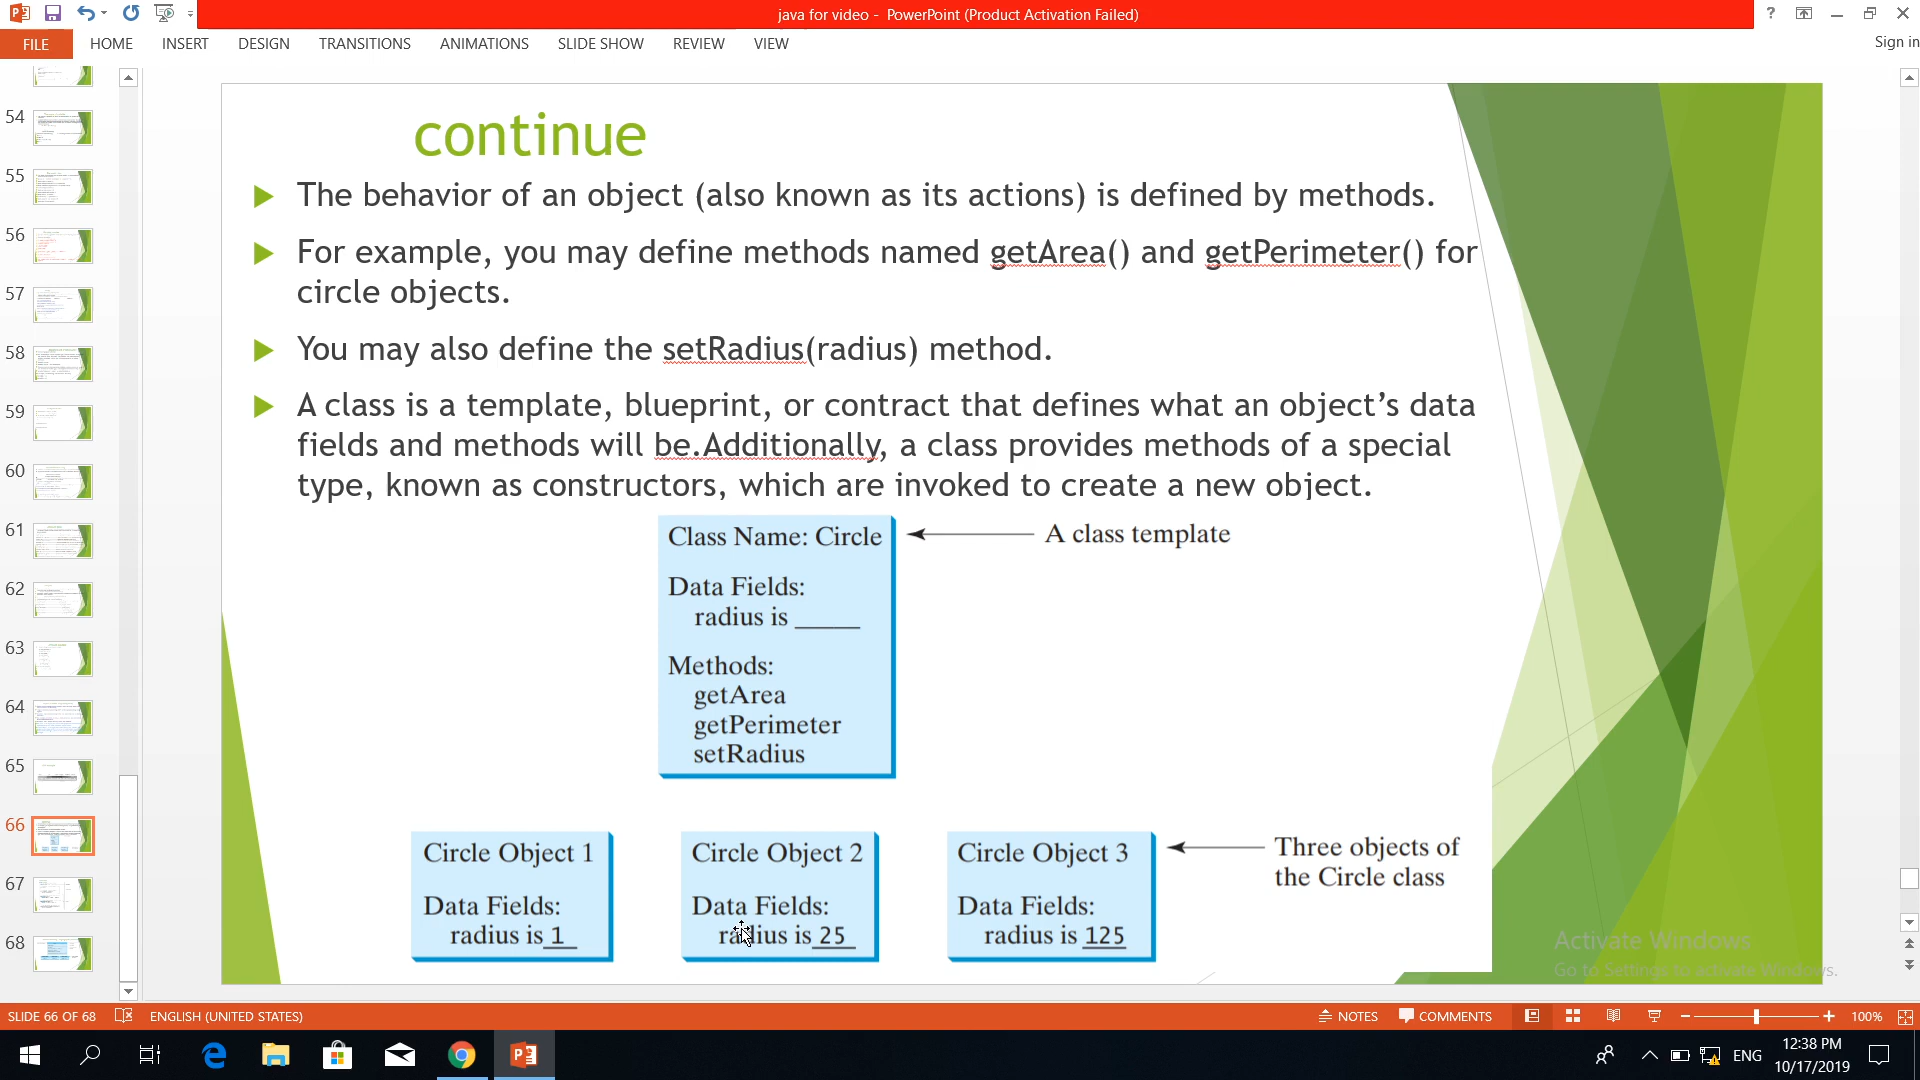 java for video - PowerPoint (Product Activation Failed)
?
FILE HOME INSERT DESIGN TRANSITIONS ANIMATIONS SLIDE SHOW REVIEW VIEW
Sign in
54
55
56
57
58
59
60
61
62
63
64
65
66
67
68
continue
The behavior of an object (also known as its actions) is defined by methods.
For example, you may define methods named getArea() and getPerimeter() for
circle objects.
You may also define the setRadius(radius) method.
A class is a template, blueprint, or contract that defines what an object’s data
fields and methods will be.Additionally, a class provides methods of a special
type, known as constructors, which are invoked to create a new object.
Class Name: Circle
A class template
Data Fields:
radius is _____
Methods:
getArea
getPerimeter
setRadius
Circle Object 1
Data Fields:
radius is 1
Circle Object 2
Data Fields:
radius is 25
Circle Object 3
Data Fields:
radius is 125
Three objects of
the Circle class
Activate Windows
Go to Settings to activate Windows.
SLIDE 66 OF 68 ENGLISH (UNITED STATES) NOTES COMMENTS 100%
ENG
12:38 PM
10/17/2019